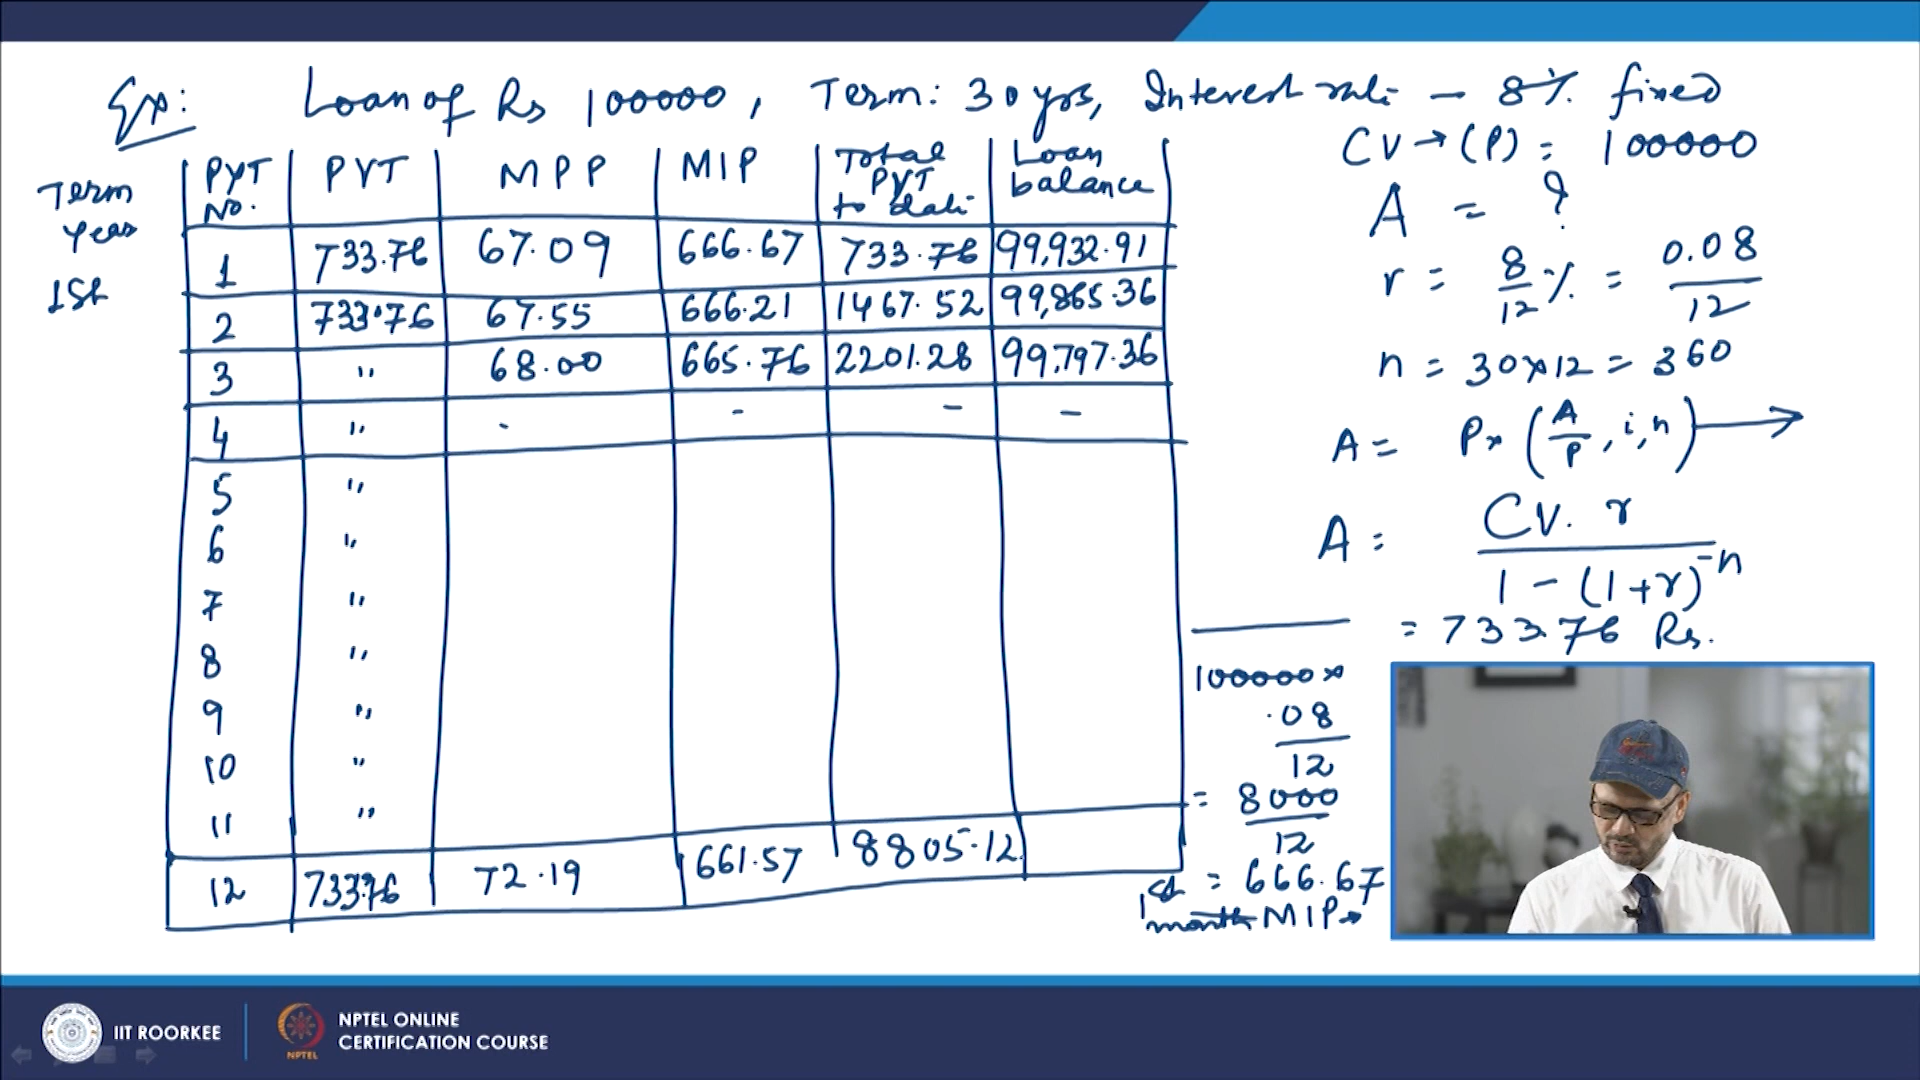 Ex: Loan of Rs 100000, Term: 30 yrs, Interest rate - 8% fixed
Term Year
PYT No. PYT MPP MIP Total PYT to date Loan balance
1st
1 733.76 67.09 666.67 733.76 99,932.91
2 733.76 67.55 666.21 1467.52 99,865.36
3 " 68.00 665.76 2201.28 99,797.36
4 " - - - -
5 "
6 "
7 "
8 "
9 "
10 "
11 "
12 733.76 72.19 661.57 8805.12
CV → (P) = 100000
A = ?
r = 8/12 % = 0.08/12
n = 30×12 = 360
A = P× (A/P, i, n) →
A = CV. r / 1 - (1+r)^-n
= 733.76 Rs.
100000 ×
.08
12
= 8000
12
= 666.67
1st month MIP →
IIT ROORKEE
NPTEL
NPTEL ONLINE
CERTIFICATION COURSE